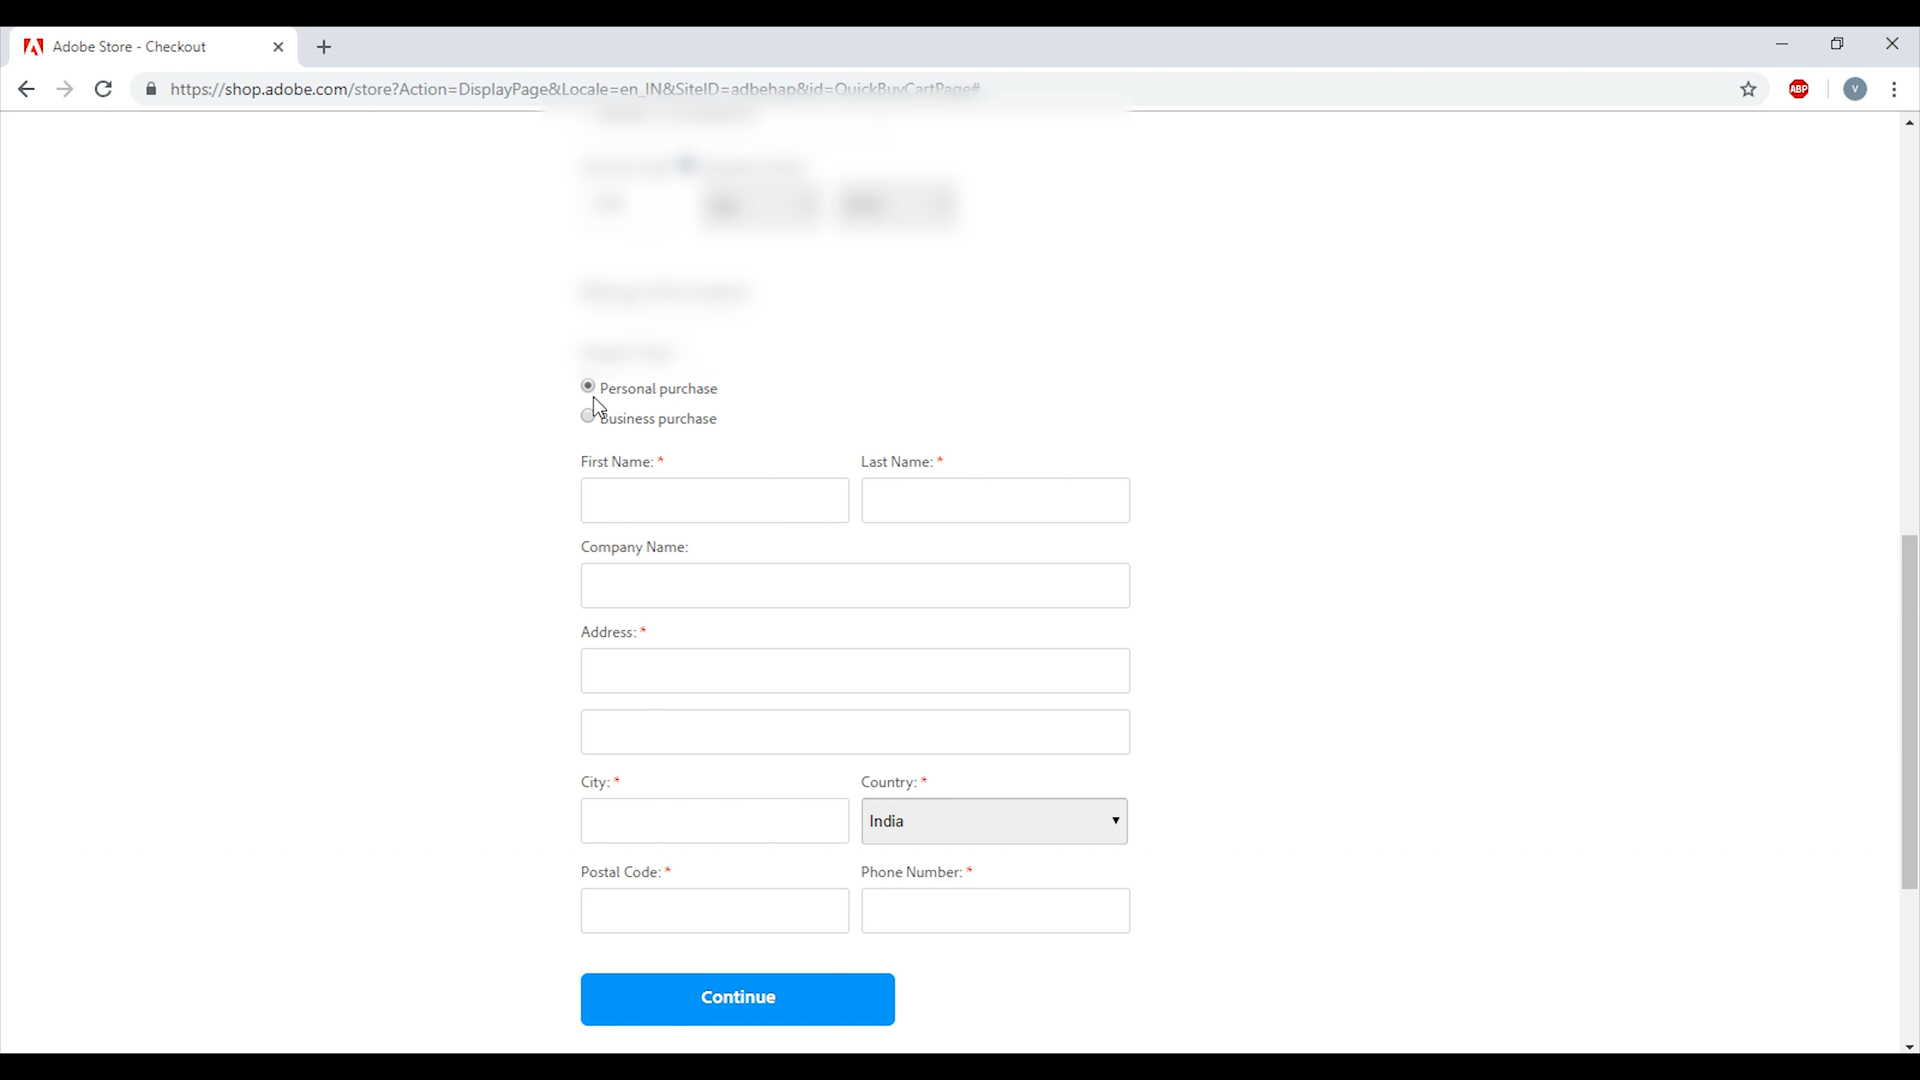 Adobe Store - Checkout
https://shop.adobe.com/store?Action=DisplayPage&Locale=en_IN&SiteID=adbehap&id=QuickBuyCartPage#
ABP
V
Personal purchase
Business purchase
First Name: * Last Name: *
Company Name:
Address: *
City: * Country: *
India
Postal Code: * Phone Number: *
Continue